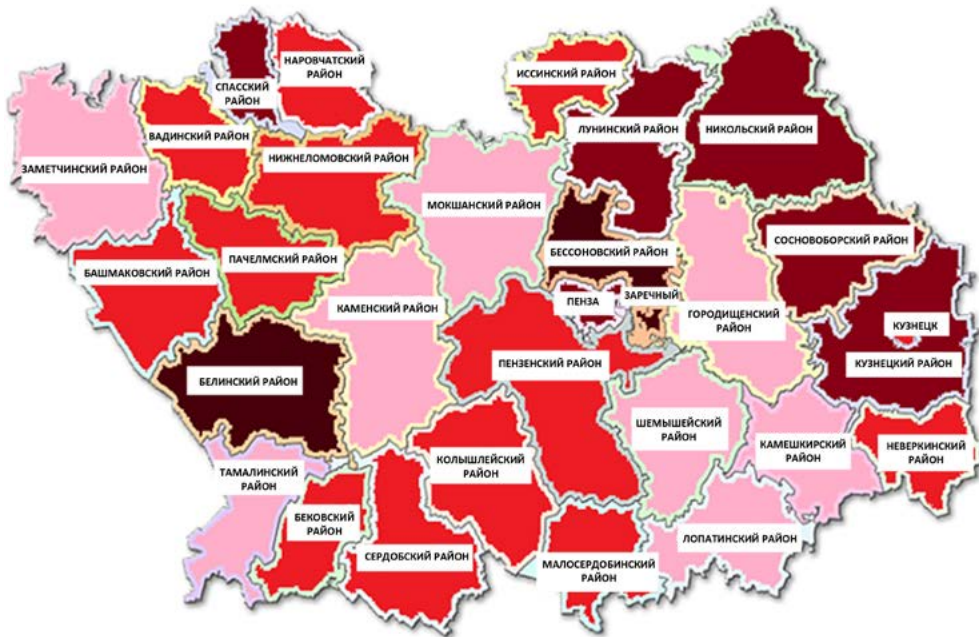 НАРОВЧАТСКИЙ
РАЙОН
СПАССКИЙ
РАЙОН
ИССИНСКИЙ РАЙОН
ВАДИНСКИЙ РАЙОН
ЛУНИНСКИЙ РАЙОН
НИКОЛЬСКИЙ РАЙОН
ЗАМЕТЧИНСКИЙ РАЙОН
НИЖНЕЛОМОВСКИЙ РАЙОН
МОКШАНСКИЙ РАЙОН
СОСНОВОБОРСКИЙ РАЙОН
БЕССОНОВСКИЙ РАЙОН
ПАЧЕЛМСКИЙ РАЙОН
БАШМАКОВСКИЙ РАЙОН
ЗАРЕЧНЫЙ
ПЕНЗА
КАМЕНСКИЙ РАЙОН
ГОРОДИЩЕНСКИЙ
РАЙОН
КУЗНЕЦК
КУЗНЕЦКИЙ РАЙОН
ПЕНЗЕНСКИЙ РАЙОН
БЕЛИНСКИЙ РАЙОН
ШЕМЫШЕЙСКИЙ
РАЙОН
КАМЕШКИРСКИЙ
РАЙОН
НЕВЕРКИНСКИЙ
РАЙОН
ТАМАЛИНСКИЙ
РАЙОН
КОЛЫШЛЕЙСКИЙ
РАЙОН
БЕКОВСКИЙ
РАЙОН
ЛОПАТИНСКИЙ РАЙОН
СЕРДОБСКИЙ РАЙОН
МАЛОСЕРДОБИНСКИЙ
РАЙОН